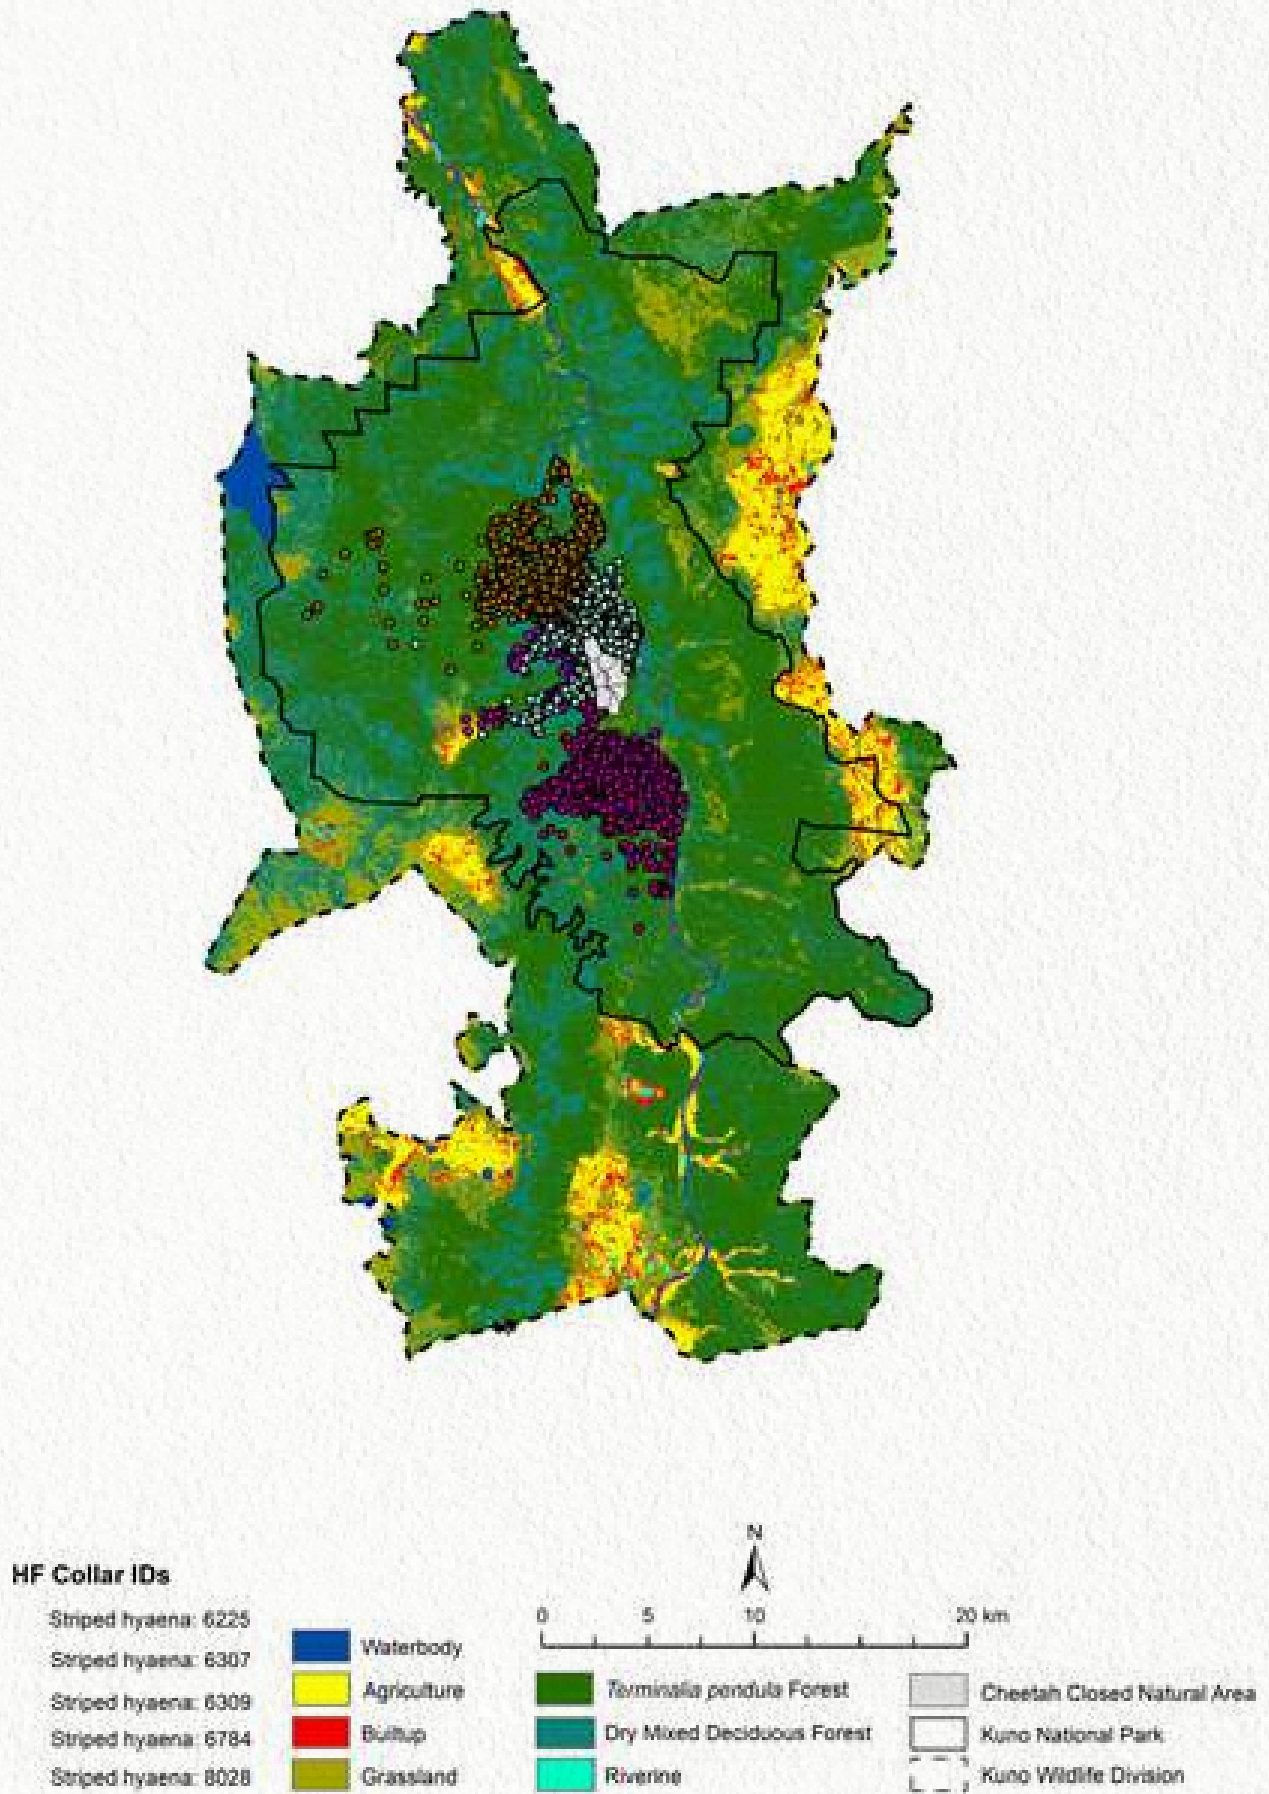 N
HF Collar IDs
Striped hyaena: 6225
Striped hyaena: 6307
Striped hyaena: 6309
Striped hyaena: 6784
Striped hyaena: 8028
Waterbody
Agriculture
Builtup
Grassland
0 5 10 20 km
Terminalia pendula Forest
Dry Mixed Deciduous Forest
Riverine
Cheetah Closed Natural Area
Kuno National Park
Kuno Wildlife Division